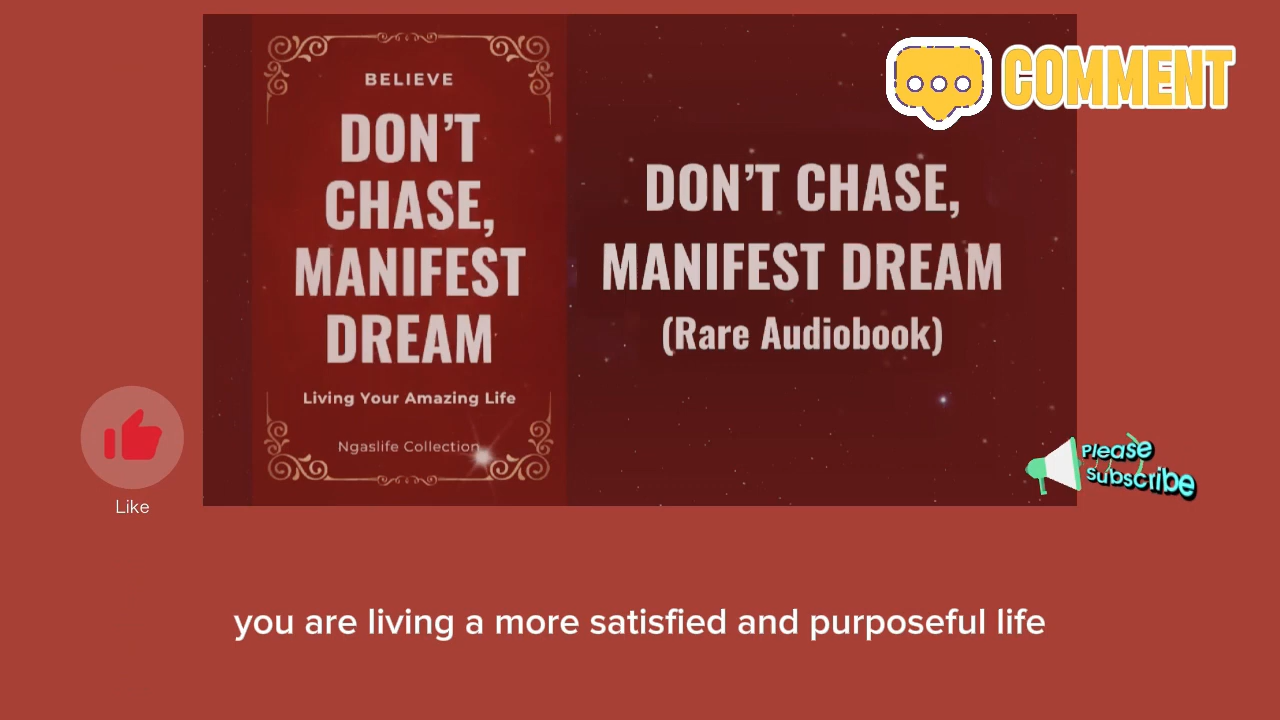 BELIEVE
DON'T
CHASE,
MANIFEST
DREAM
Living Your Amazing Life
Ngaslife Collection
DON'T CHASE,
MANIFEST DREAM
(Rare Audiobook)
COMMENT
Like
Please
Subscribe
you are living a more satisfied and purposeful life